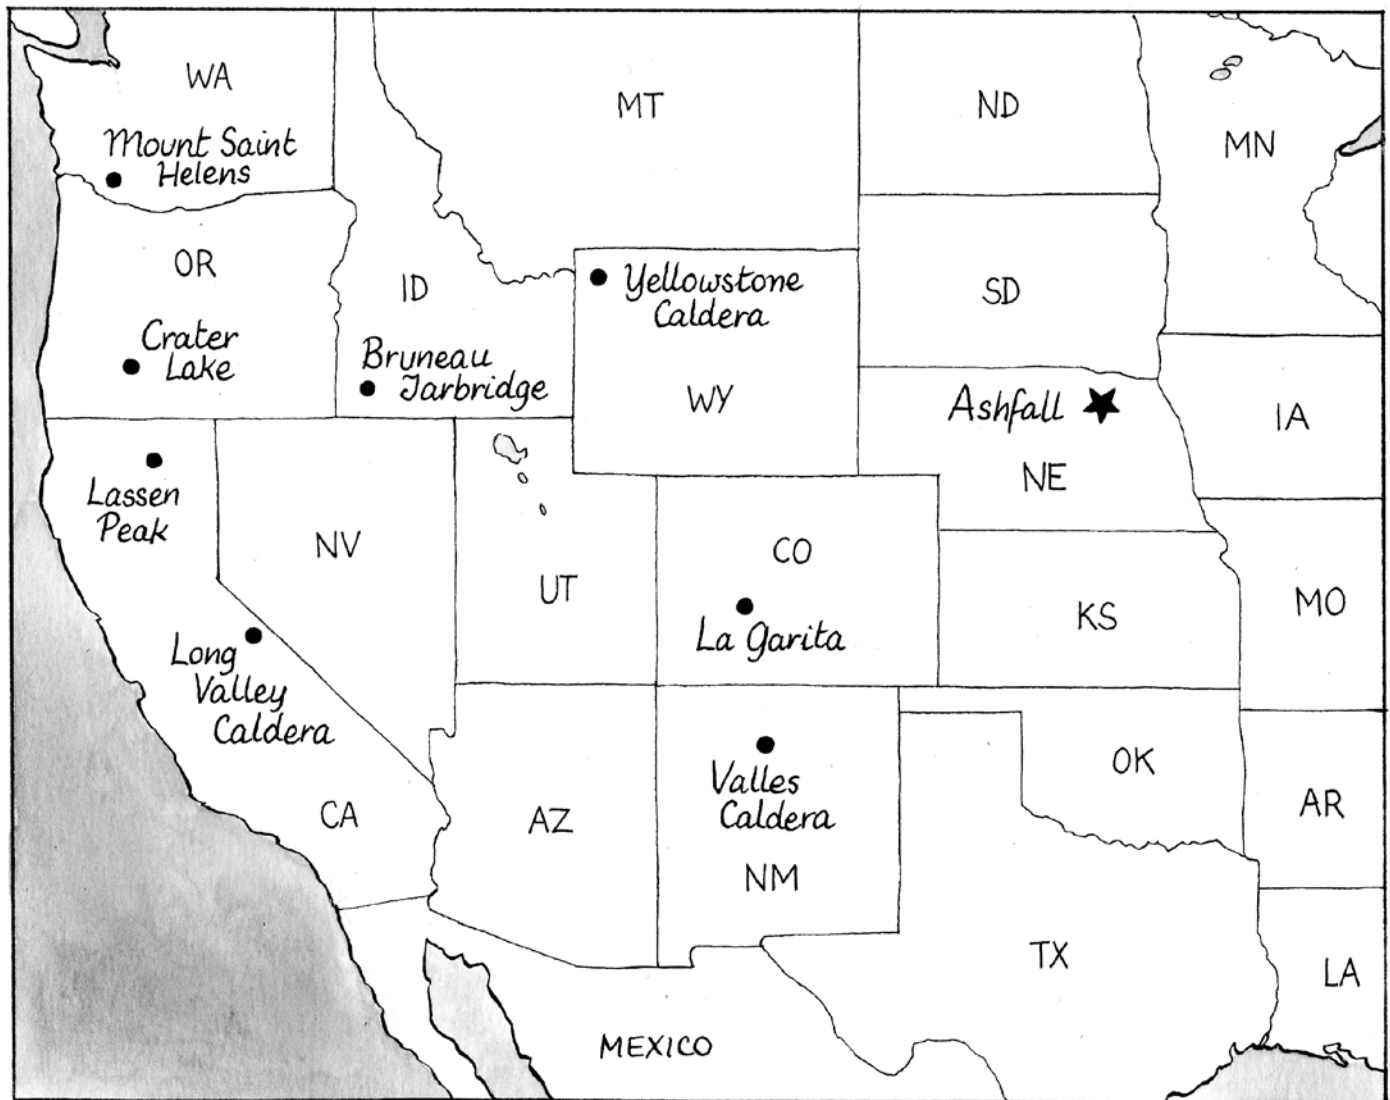 WA
MT
ND
MN
Mount Saint
Helens
OR
ID
Yellowstone
Caldera
SD
Crater
Lake
Bruneau
Jarbridge
WY
Ashfall
IA
NE
Lassen
Peak
NV
UT
CO
KS
MO
La Garita
Long
Valley
Caldera
Valles
Caldera
OK
CA
AZ
AR
NM
TX
LA
MEXICO